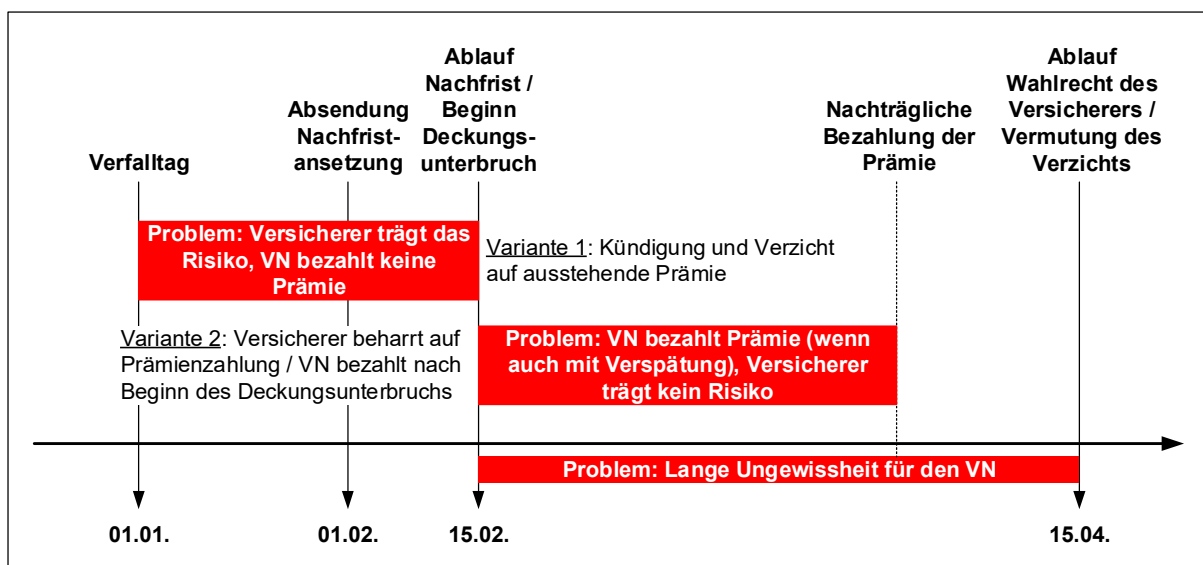 Verfalltag
Absendung
Nachfrist-
ansetzung
Ablauf
Nachfrist /
Beginn
Deckungs-
unterbruch
Nachträgliche
Bezahlung der
Prämie
Ablauf
Wahlrecht des
Versicherers /
Vermutung des
Verzichts
Problem: Versicherer trägt das
Risiko, VN bezahlt keine
Prämie
Variante 1: Kündigung und Verzicht
auf ausstehende Prämie
Variante 2: Versicherer beharrt auf
Prämienzahlung / VN bezahlt nach
Beginn des Deckungsunterbruchs
Problem: VN bezahlt Prämie (wenn
auch mit Verspätung), Versicherer
trägt kein Risiko
Problem: Lange Ungewissheit für den VN
01.01.
01.02.
15.02.
15.04.